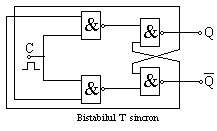 & & Q
C
& & Q̅
Bistabilul T sincron